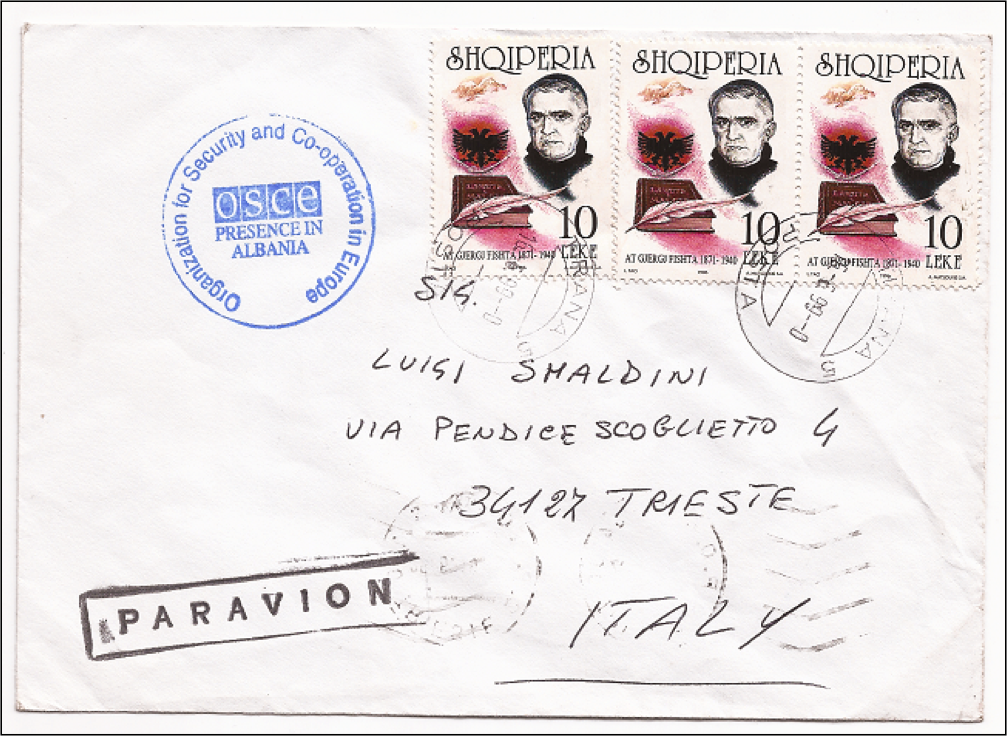 Organization for Security and Co-operation in Europe
OSCE
PRESENCE IN
ALBANIA
SHQIPERIA
10
LEKE
AT GJERGJ FISHTA 1871-1940
SHQIPERIA
10
LEKE
AT GJERGJ FISHTA 1871-1940
SHQIPERIA
10
LEKE
AT GJERGJ FISHTA 1871-1940
TIRANA 5
SIG.
LUIGI SMALDINI
VIA PENDICE SCOGLIETTO 4
34127 TRIESTE
ITALY
PARAVION